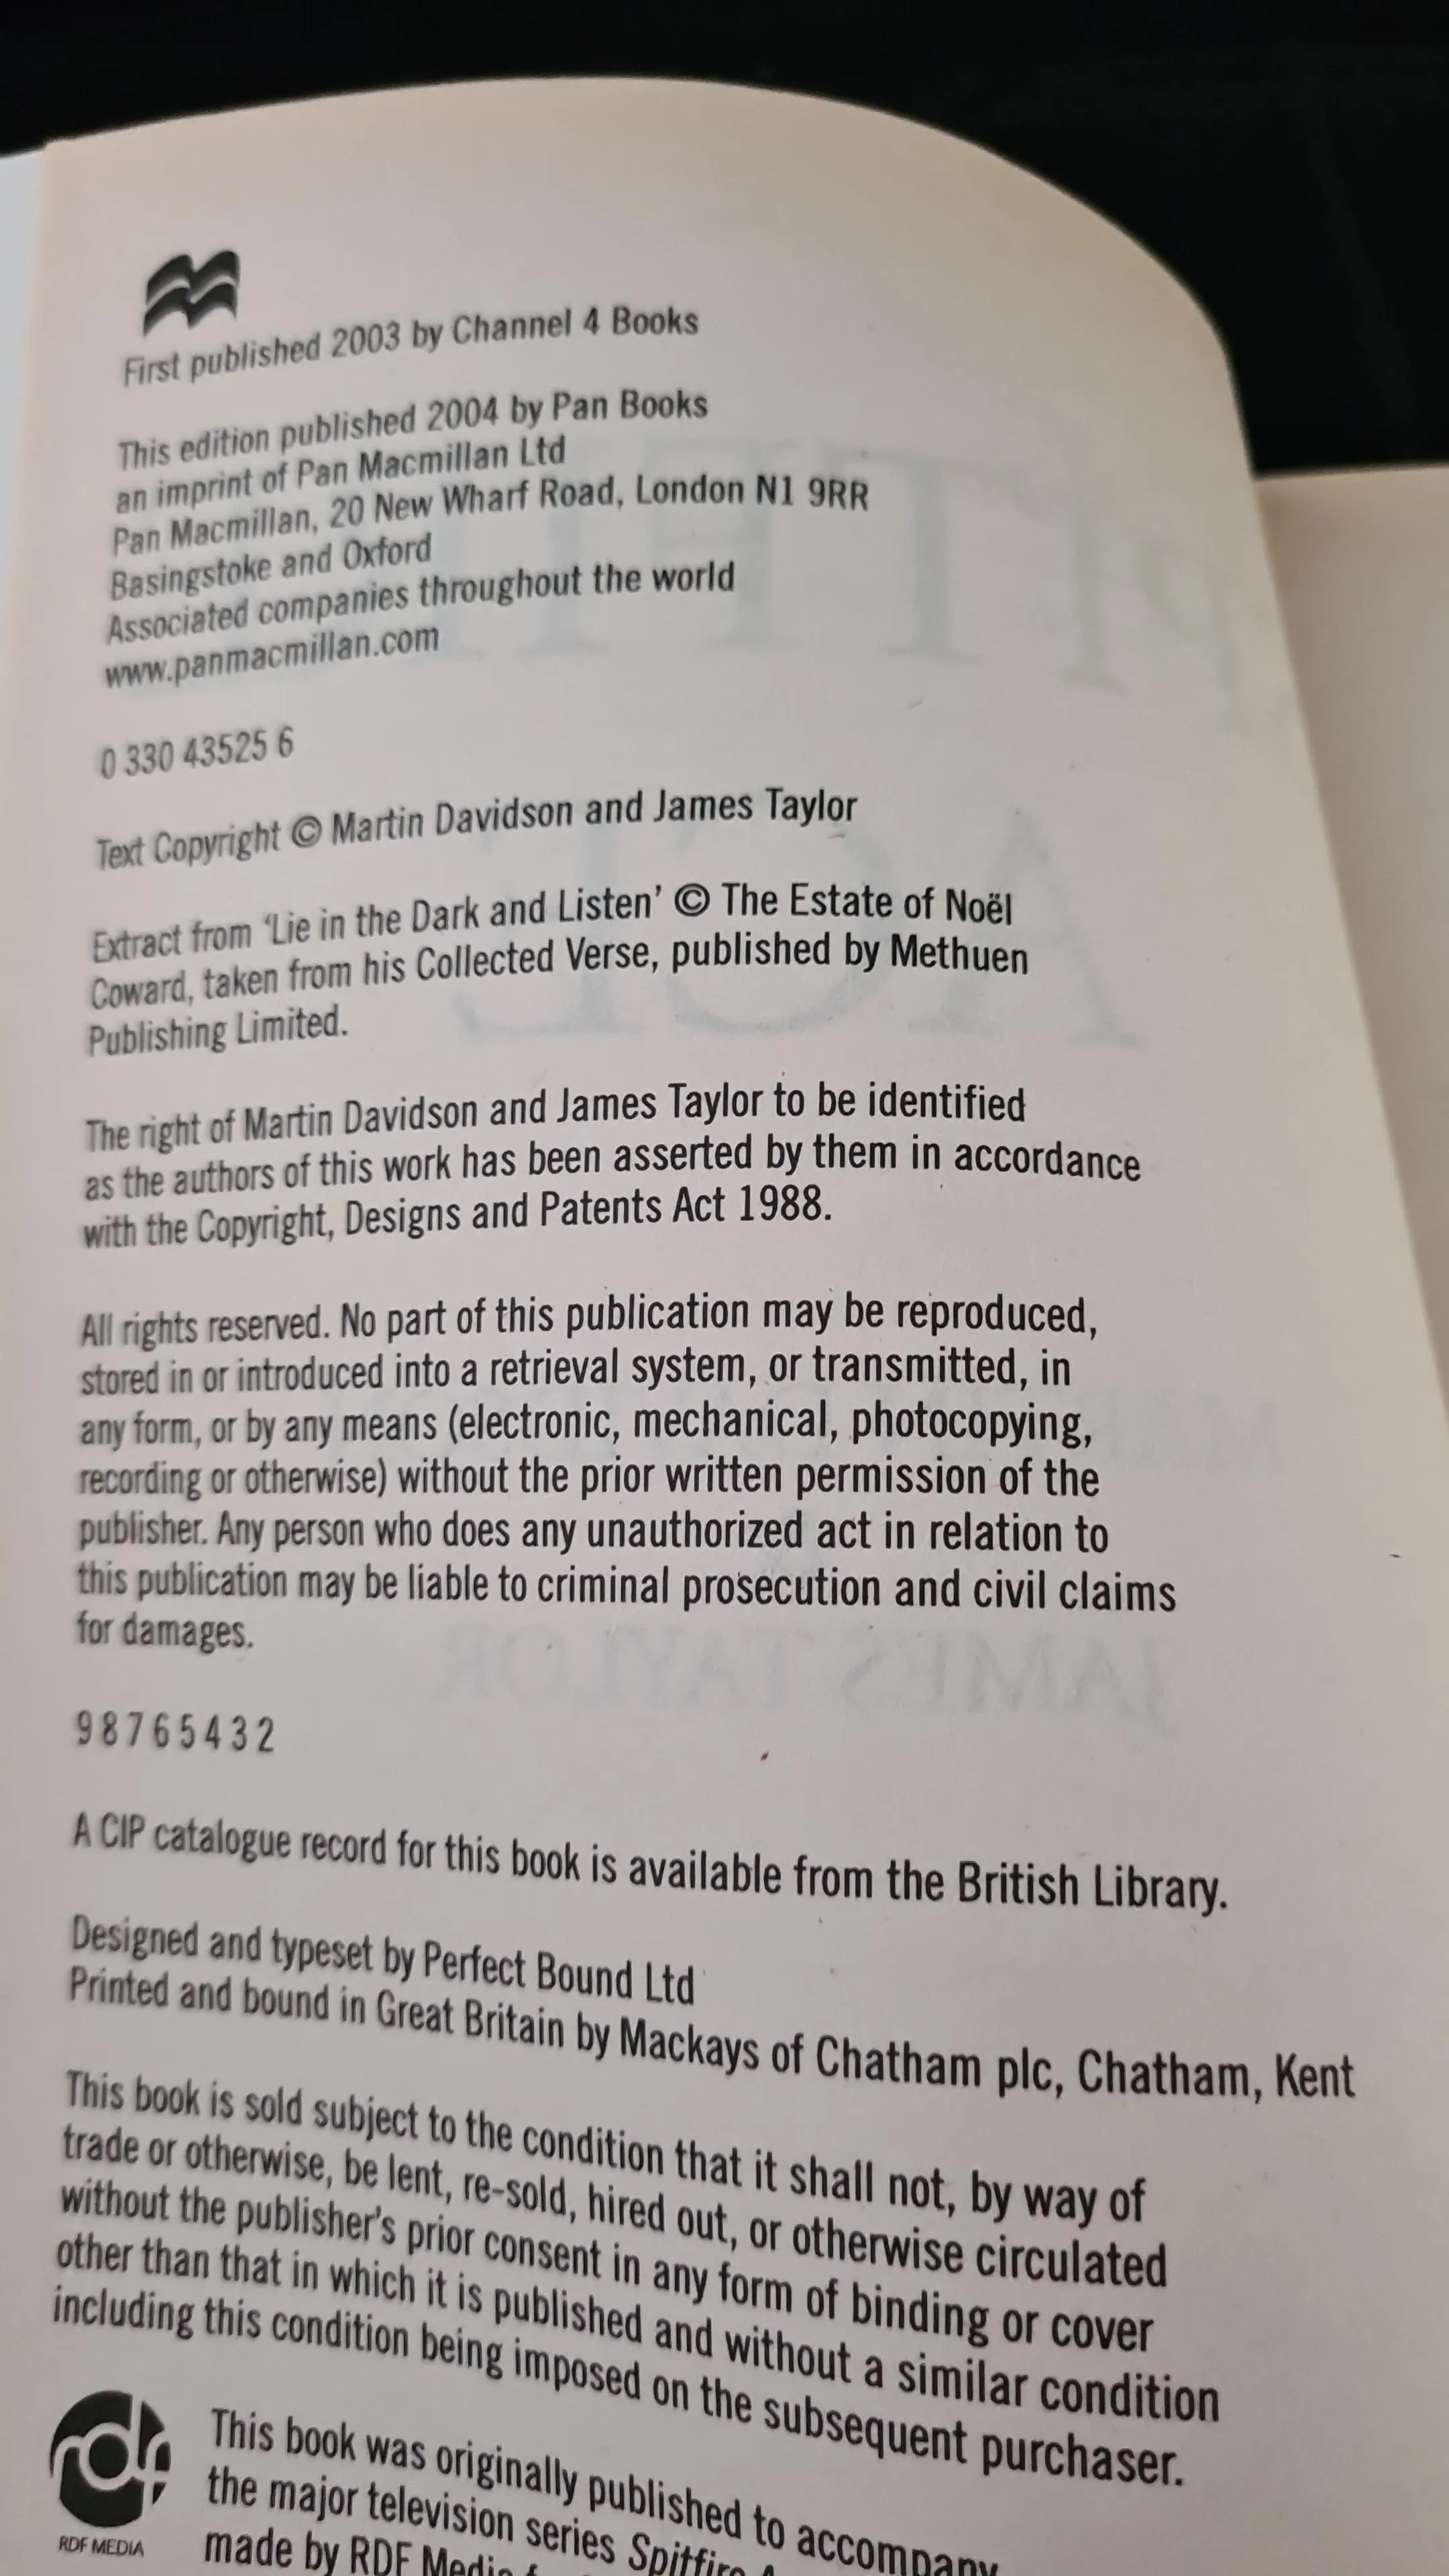 First published 2003 by Channel 4 Books
This edition published 2004 by Pan Books
an imprint of Pan Macmillan Ltd
Pan Macmillan, 20 New Wharf Road, London N1 9RR
Basingstoke and Oxford
Associated companies throughout the world
www.panmacmillan.com
0 330 43525 6
Text Copyright © Martin Davidson and James Taylor
Extract from ‘Lie in the Dark and Listen’ © The Estate of Noël
Coward, taken from his Collected Verse, published by Methuen
Publishing Limited.
The right of Martin Davidson and James Taylor to be identified
as the authors of this work has been asserted by them in accordance
with the Copyright, Designs and Patents Act 1988.
All rights reserved. No part of this publication may be reproduced,
stored in or introduced into a retrieval system, or transmitted, in
any form, or by any means (electronic, mechanical, photocopying,
recording or otherwise) without the prior written permission of the
publisher. Any person who does any unauthorized act in relation to
this publication may be liable to criminal prosecution and civil claims
for damages.
9 8 7 6 5 4 3 2
A CIP catalogue record for this book is available from the British Library.
Designed and typeset by Perfect Bound Ltd
Printed and bound in Great Britain by Mackays of Chatham plc, Chatham, Kent
This book is sold subject to the condition that it shall not, by way of
trade or otherwise, be lent, re-sold, hired out, or otherwise circulated
without the publisher’s prior consent in any form of binding or cover
other than that in which it is published and without a similar condition
including this condition being imposed on the subsequent purchaser.
This book was originally published to accompany
the major television series Spitfire
made by RDF
RDF MEDIA